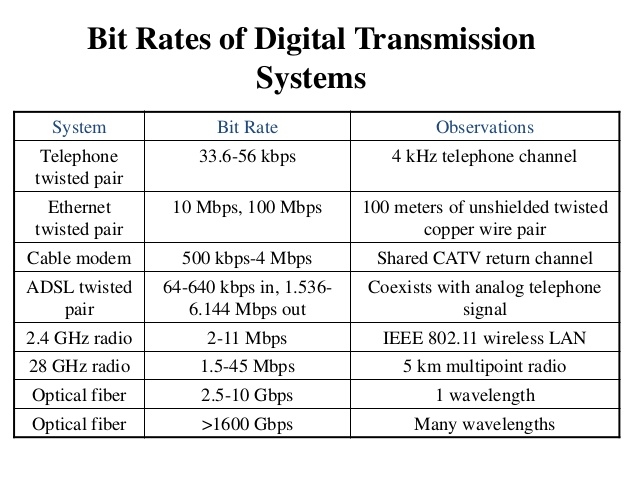 Bit Rates of Digital Transmission
Systems
System Bit Rate Observations
Telephone 33.6-56 kbps 4 kHz telephone channel
twisted pair
Ethernet 10 Mbps, 100 Mbps 100 meters of unshielded twisted
twisted pair copper wire pair
Cable modem 500 kbps-4 Mbps Shared CATV return channel
ADSL twisted 64-640 kbps in, 1.536- Coexists with analog telephone
pair 6.144 Mbps out signal
2.4 GHz radio 2-11 Mbps IEEE 802.11 wireless LAN
28 GHz radio 1.5-45 Mbps 5 km multipoint radio
Optical fiber 2.5-10 Gbps 1 wavelength
Optical fiber >1600 Gbps Many wavelengths